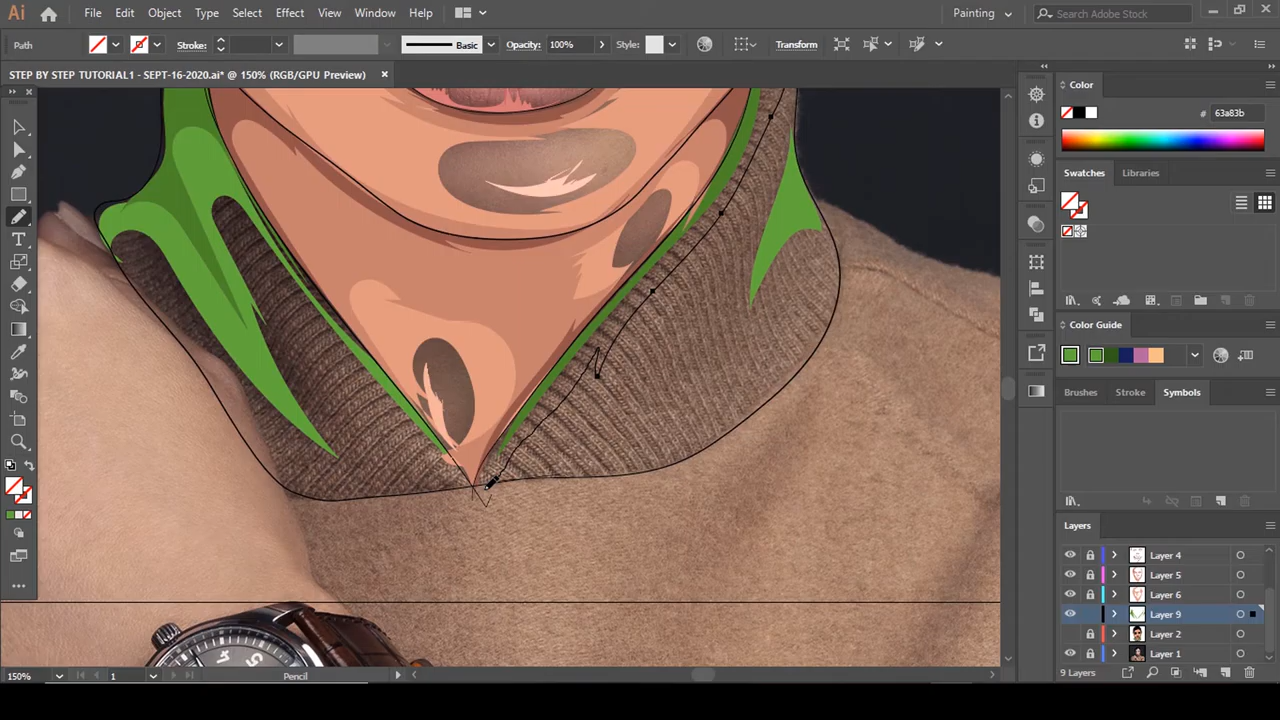 Ai File Edit Object Type Select Effect View Window Help Painting Search Adobe Stock
Path Stroke: Basic Opacity: 100% Style: Transform
STEP BY STEP TUTORIAL1 - SEPT-16-2020.ai* @ 150% (RGB/GPU Preview)
Color
# 63a83b
Swatches Libraries
Color Guide
Brushes Stroke Symbols
Layers
Layer 4
Layer 5
Layer 6
Layer 9
Layer 2
Layer 1
150% 1 Pencil 9 Layers